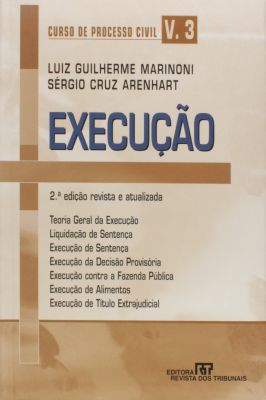 CURSO DE PROCESSO CIVIL V. 3
LUIZ GUILHERME MARINONI
SÉRGIO CRUZ ARENHART
EXECUÇÃO
2.ª edição revista e atualizada
Teoria Geral da Execução
Liquidação de Sentença
Execução de Sentença
Execução da Decisão Provisória
Execução contra a Fazenda Pública
Execução de Alimentos
Execução de Título Extrajudicial
EDITORA RT
REVISTA DOS TRIBUNAIS